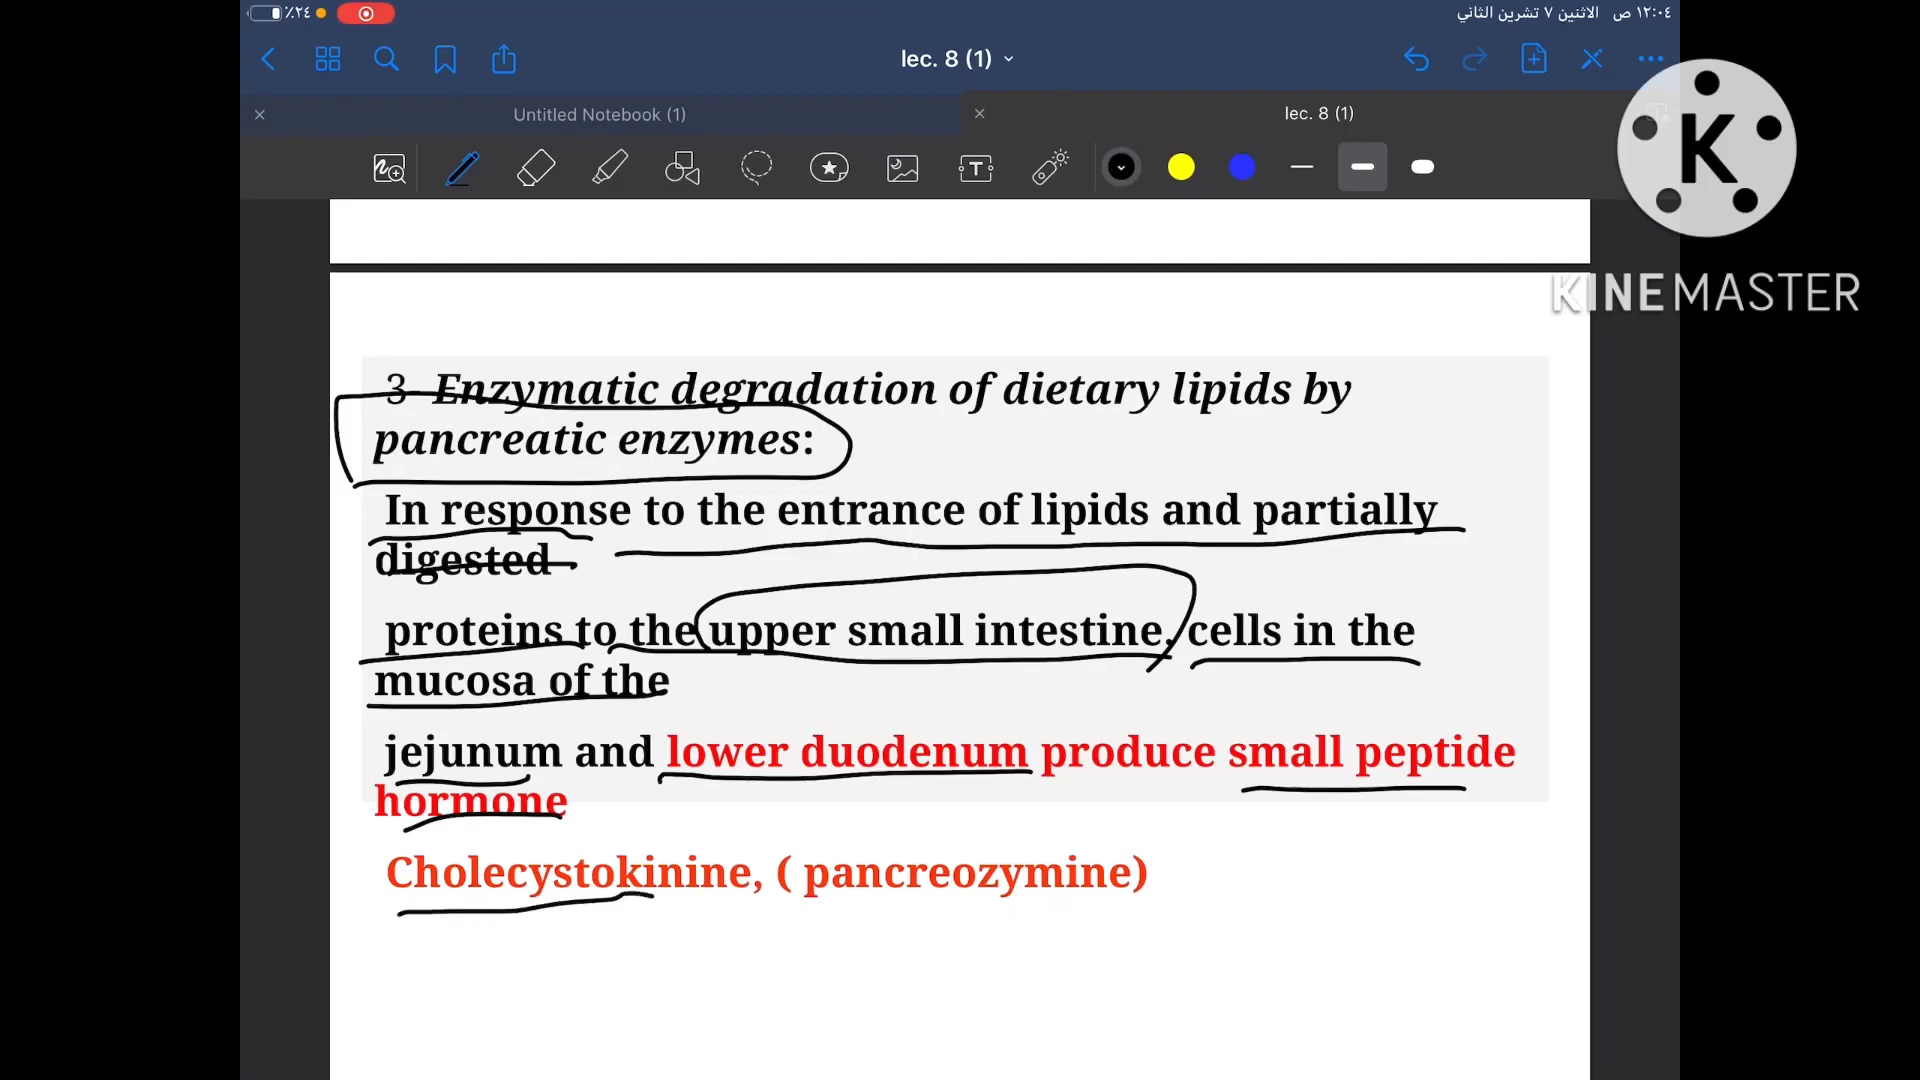 ٪٢٤
١٢:٠٤ ص الاثنين ٧ تشرين الثاني
lec. 8 (1)
Untitled Notebook (1)
lec. 8 (1)
T
K
KINEMASTER
3- Enzymatic degradation of dietary lipids by
pancreatic enzymes:
In response to the entrance of lipids and partially
digested
proteins to the upper small intestine, cells in the
mucosa of the
jejunum and lower duodenum produce small peptide
hormone
Cholecystokinine, ( pancreozymine)